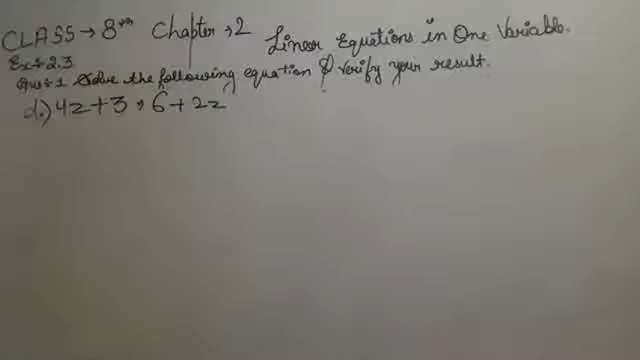 CLASS → 8th Chapter → 2 Linear Equations in One Variable.
Ex: 2.3
Que: 1 Solve the following equation & Verify your result.
d.) 4z + 3 = 6 + 2z